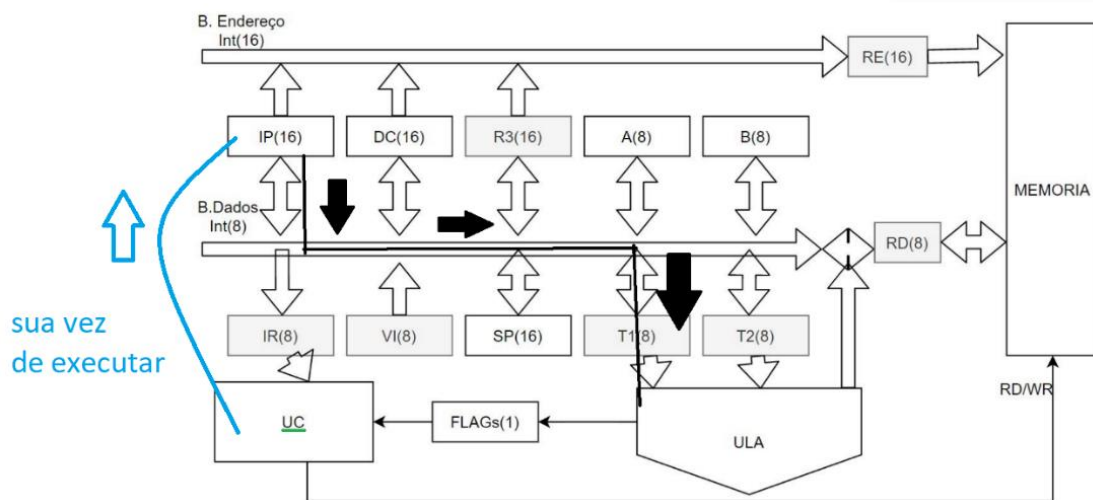 B. Endereço
Int(16)
RE(16)
IP(16)
DC(16)
R3(16)
A(8)
B(8)
MEMORIA
B.Dados
Int(8)
RD(8)
sua vez
de executar
IR(8)
VI(8)
SP(16)
T1(8)
T2(8)
RD/WR
UC
FLAGs(1)
ULA